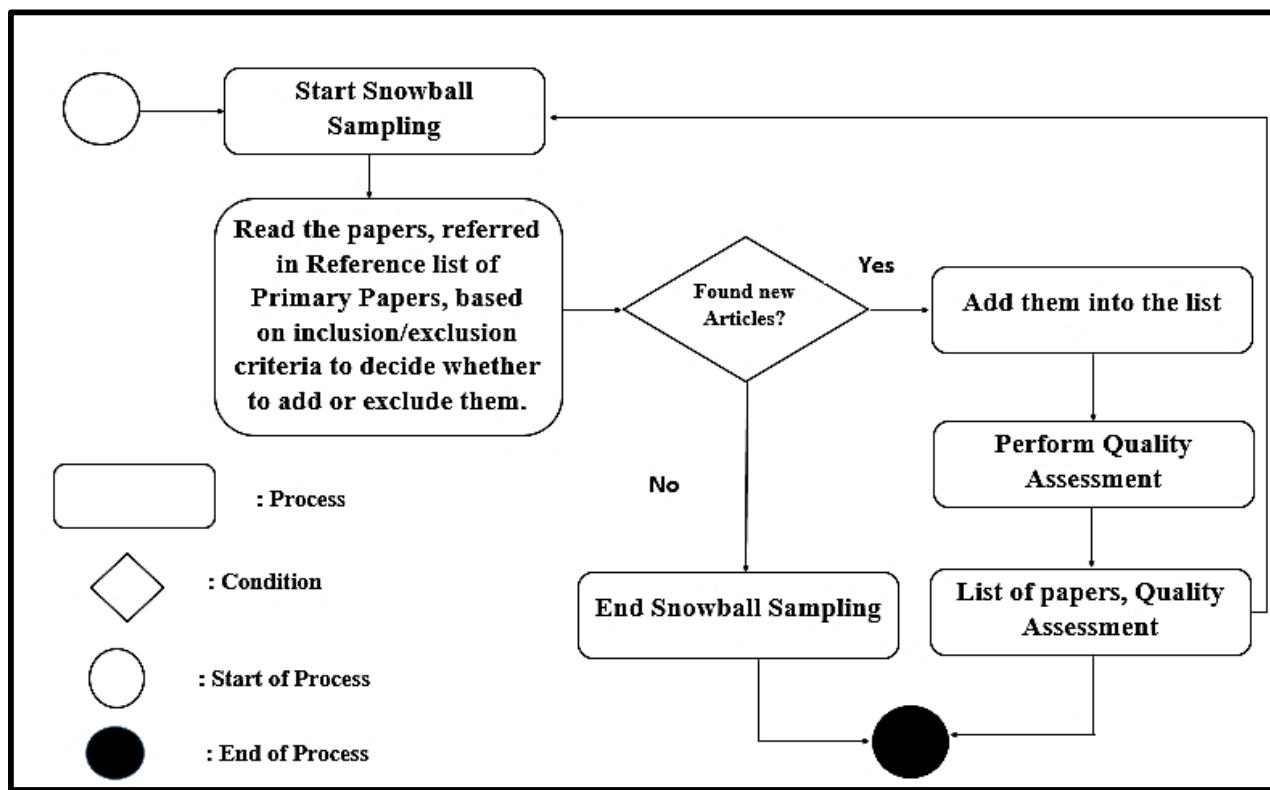 Start Snowball
Sampling
Read the papers, referred
in Reference list of
Primary Papers, based
on inclusion/exclusion
criteria to decide whether
to add or exclude them.
Found new
Articles?
Yes
Add them into the list
Perform Quality
Assessment
List of papers, Quality
Assessment
No
End Snowball Sampling
: Process
: Condition
: Start of Process
: End of Process